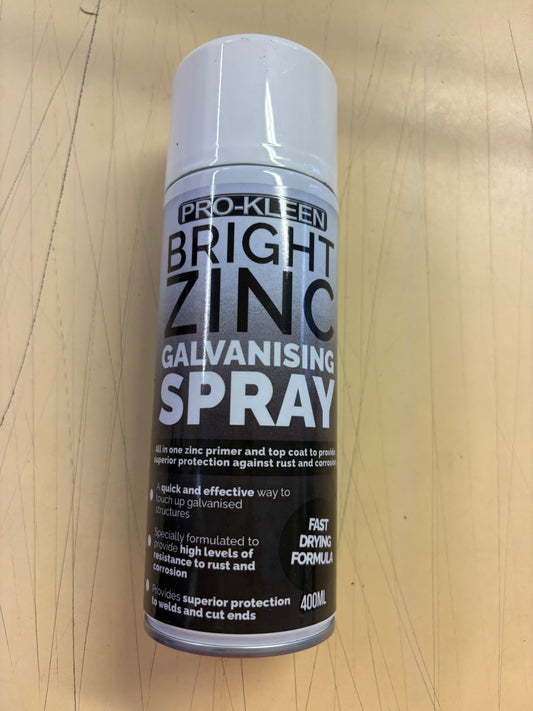 PRO-KLEEN
BRIGHT
ZINC
GALVANISING
SPRAY
All in one zinc primer and top coat to provide
superior protection against rust and corrosion
A quick and effective way to
touch up galvanised
structures
Specially formulated to
provide high levels of
resistance to rust and
corrosion
Provides superior protection
to welds and cut ends
FAST
DRYING
FORMULA
400ML